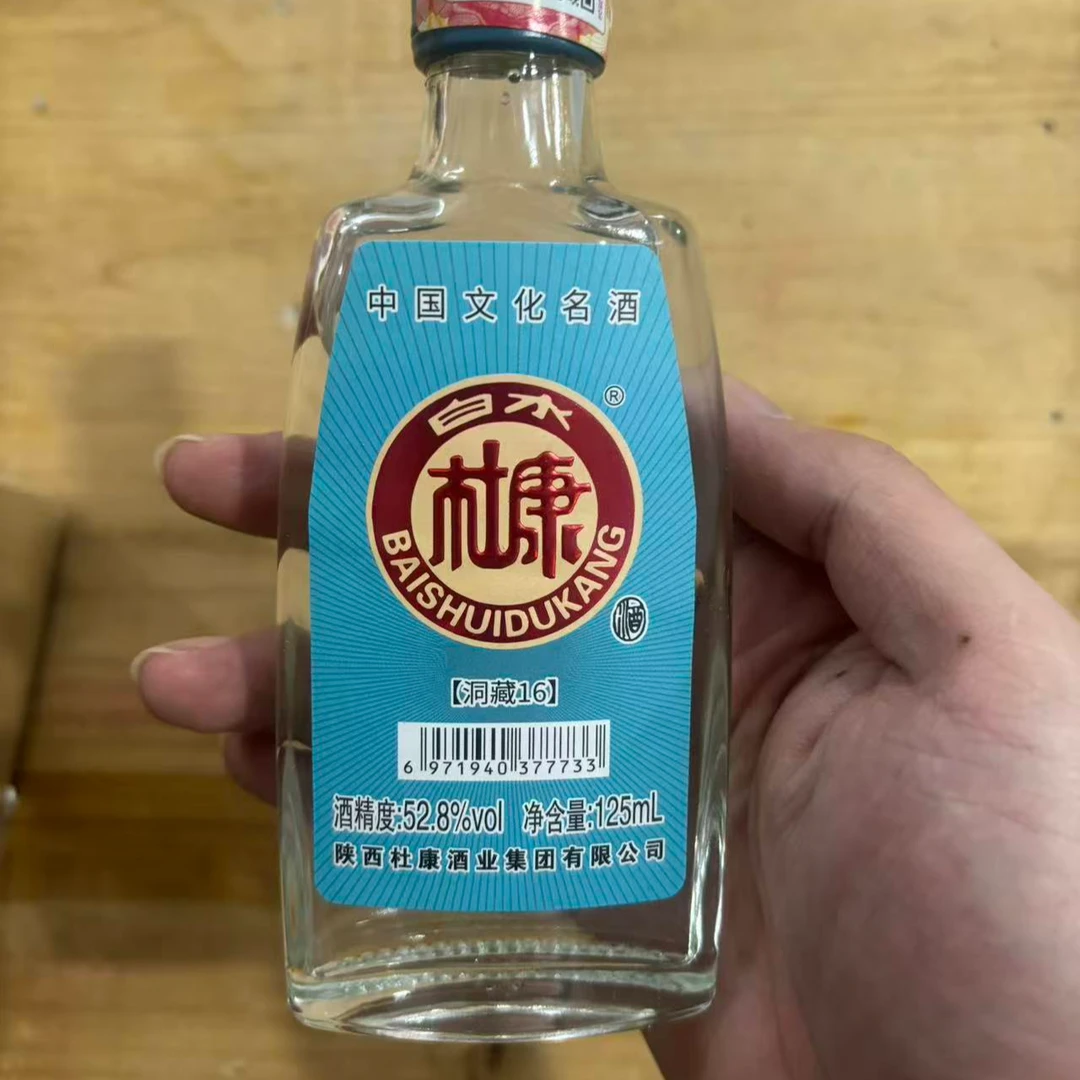 中国文化名酒
白水
®
杜康
BAISHUIDUKANG
酒
【洞藏16】
6 971940 377733
酒精度:52.8%vol 净含量:125mL
陕西杜康酒业集团有限公司